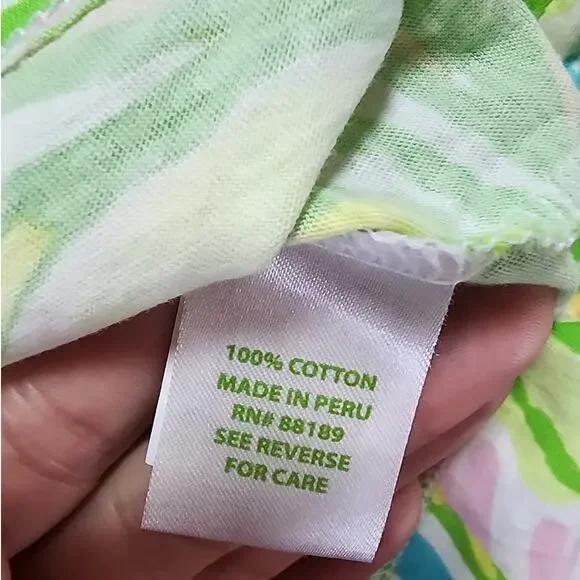 100% COTTON
MADE IN PERU
RN# 88189
SEE REVERSE
FOR CARE